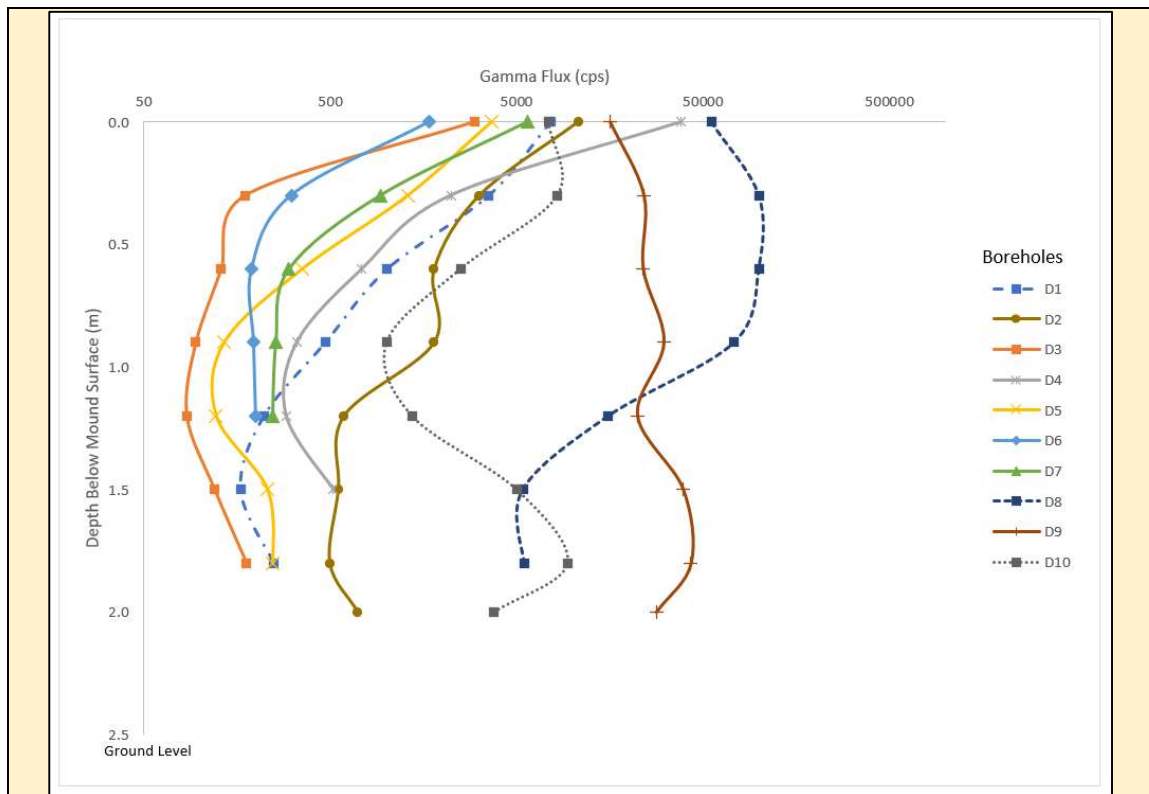 Gamma Flux (cps)
50 500 5000 50000 500000
0.0
0.5
1.0
1.5
2.0
2.5
Depth Below Mound Surface (m)
Ground Level
Boreholes
D1
D2
D3
D4
D5
D6
D7
D8
D9
D10